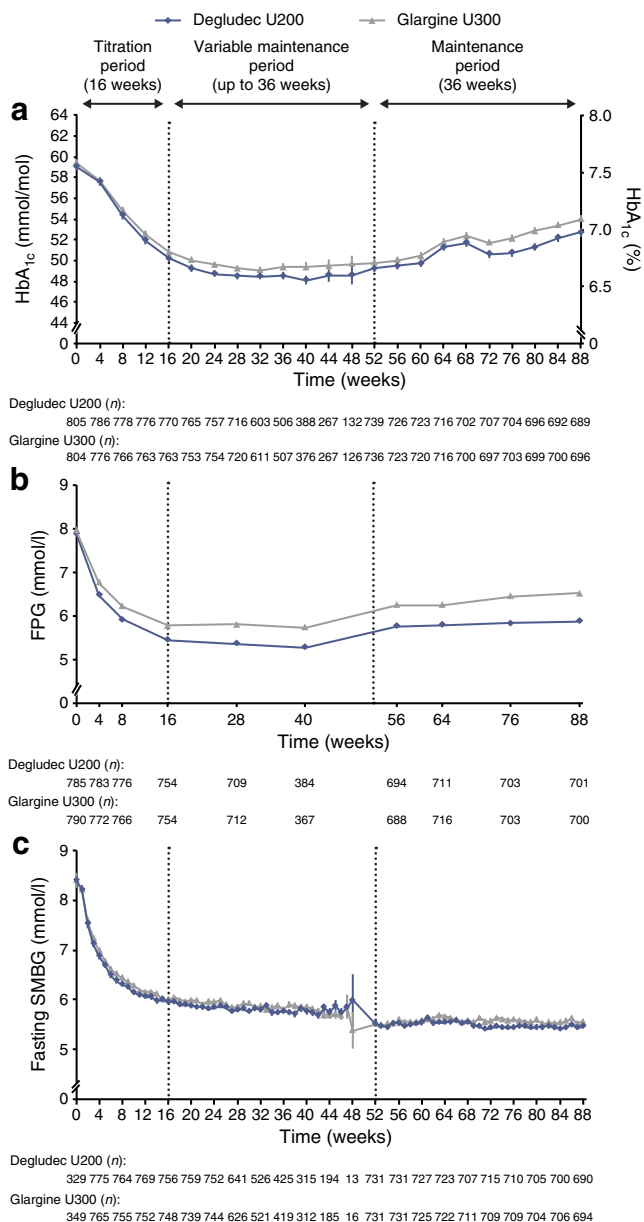 Degludec U200 Glargine U300
Titration period (16 weeks) Variable maintenance period (up to 36 weeks) Maintenance period (36 weeks)
a
HbA1c (mmol/mol)
64
62
60
58
56
54
52
50
48
46
44
0
8.0
7.5
7.0
6.5
0
HbA1c (%)
0 4 8 12 16 20 24 28 32 36 40 44 48 52 56 60 64 68 72 76 80 84 88
Time (weeks)
Degludec U200 (n):
805 786 778 776 770 765 757 716 603 506 388 267 132 739 726 723 716 702 707 704 696 692 689
Glargine U300 (n):
804 776 766 763 763 753 754 720 611 507 376 267 126 736 723 720 716 700 697 703 699 700 696
b
FPG (mmol/l)
9
8
7
6
5
0
0 4 8 16 28 40 52 56 64 76 88
Time (weeks)
Degludec U200 (n):
785 783 776 754 709 384 694 711 703 701
Glargine U300 (n):
790 772 766 754 712 367 688 716 703 700
c
Fasting SMBG (mmol/l)
9
8
7
6
5
0
0 4 8 12 16 20 24 28 32 36 40 44 48 52 56 60 64 68 72 76 80 84 88
Time (weeks)
Degludec U200 (n):
329 775 764 769 756 759 752 641 526 425 315 194 13 731 731 727 723 707 715 710 705 700 690
Glargine U300 (n):
349 765 755 752 748 739 744 626 521 419 312 185 16 731 731 725 722 711 709 709 704 706 694